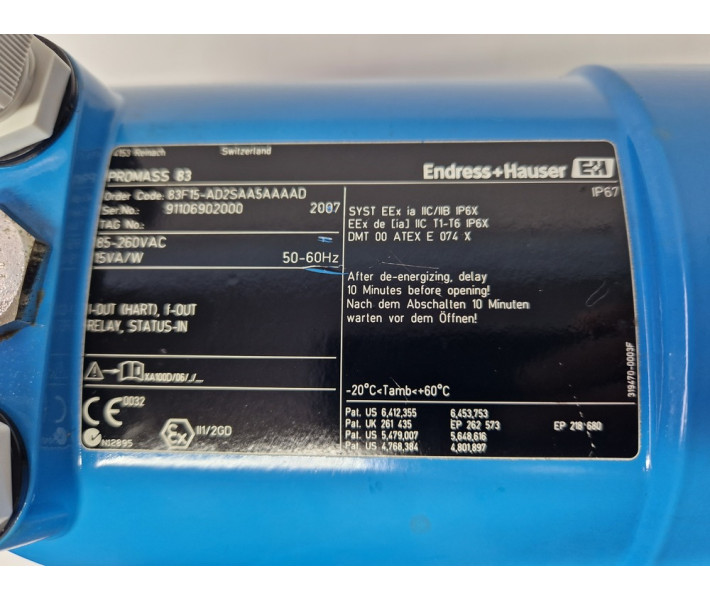 4153 Reinach Switzerland
PROMASS 83
Endress+Hauser EH
Order Code: 83F15-AD2SAASAAAAD
Ser.No.: 91106902000 2007
TAG No.:
85-260VAC
15VA/W 50-60Hz
I-OUT (HART), f-OUT
RELAY, STATUS-IN
XA100D/06/../_
0032
N12895
II1/2GD
IP67
SYST EEx ia IIC/IIB IP6X
EEx de [ia] IIC T1-T6 IP6X
DMT 00 ATEX E 074 X
After de-energizing, delay
10 Minutes before opening!
Nach dem Abschalten 10 Minuten
warten vor dem Öffnen!
-20°C<Tamb<+60°C
Pat. US 6,412,355 6,453,753
Pat. UK 261 435 EP 262 573 EP 218 680
Pat. US 5,479,007 5,648,616
Pat. US 4,768,384 4,801,897
319470-0003F